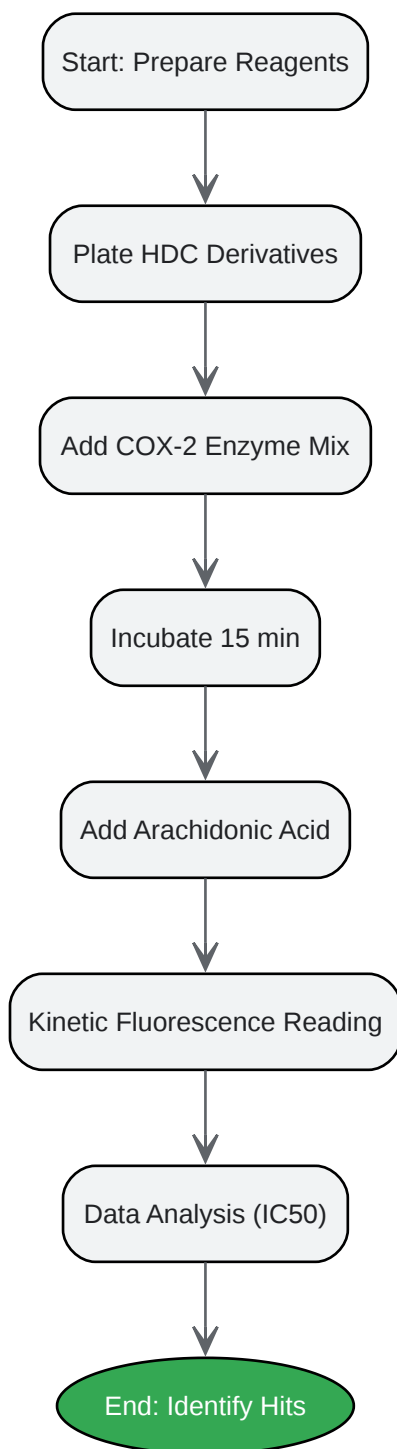 Start: Prepare Reagents
Plate HDC Derivatives
Add COX-2 Enzyme Mix
Incubate 15 min
Add Arachidonic Acid
Kinetic Fluorescence Reading
Data Analysis (IC50)
End: Identify Hits